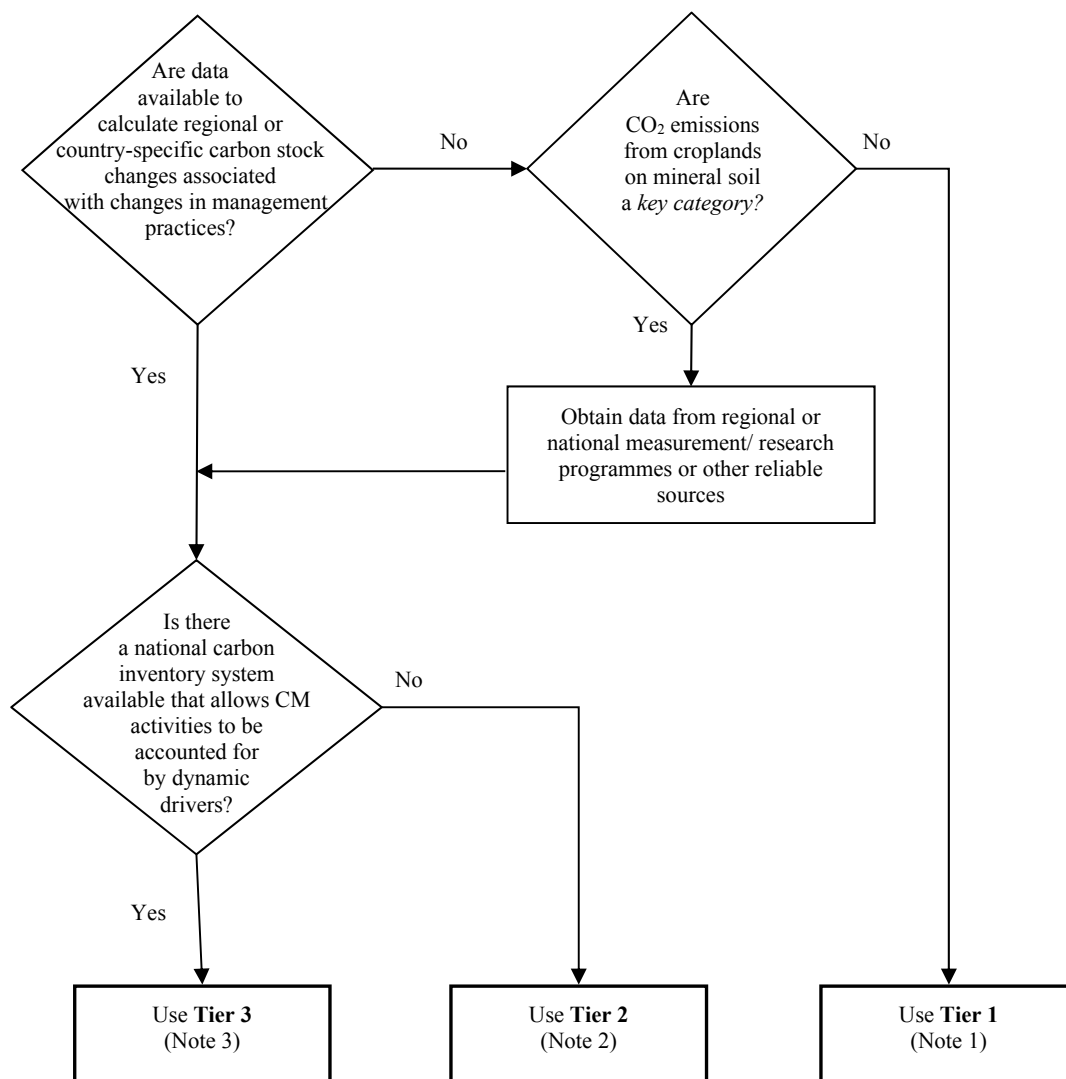 Are data
available to
calculate regional or
country-specific carbon stock
changes associated
with changes in management
practices?
No
Are
CO₂ emissions
from croplands
on mineral soil
a key category?
No
Yes
Yes
Obtain data from regional or
national measurement/ research
programmes or other reliable
sources
Is there
a national carbon
inventory system
available that allows CM
activities to be
accounted for
by dynamic
drivers?
No
Yes
Use Tier 3
(Note 3)
Use Tier 2
(Note 2)
Use Tier 1
(Note 1)